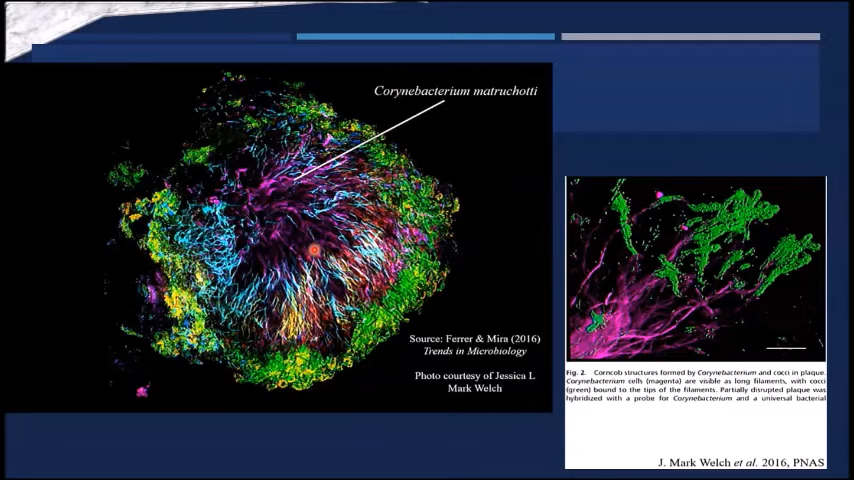 Corynebacterium matruchotti
Source: Ferrer & Mira (2016)
Trends in Microbiology
Photo courtesy of Jessica L
Mark Welch
Fig. 2. Corncob structures formed by Corynebacterium and cocci in plaque.
Corynebacterium cells (magenta) are visible as long filaments, with cocci
(green) bound to the tips of the filaments. Partially disrupted plaque was
hybridized with a probe for Corynebacterium and a universal bacterial
J. Mark Welch et al. 2016, PNAS